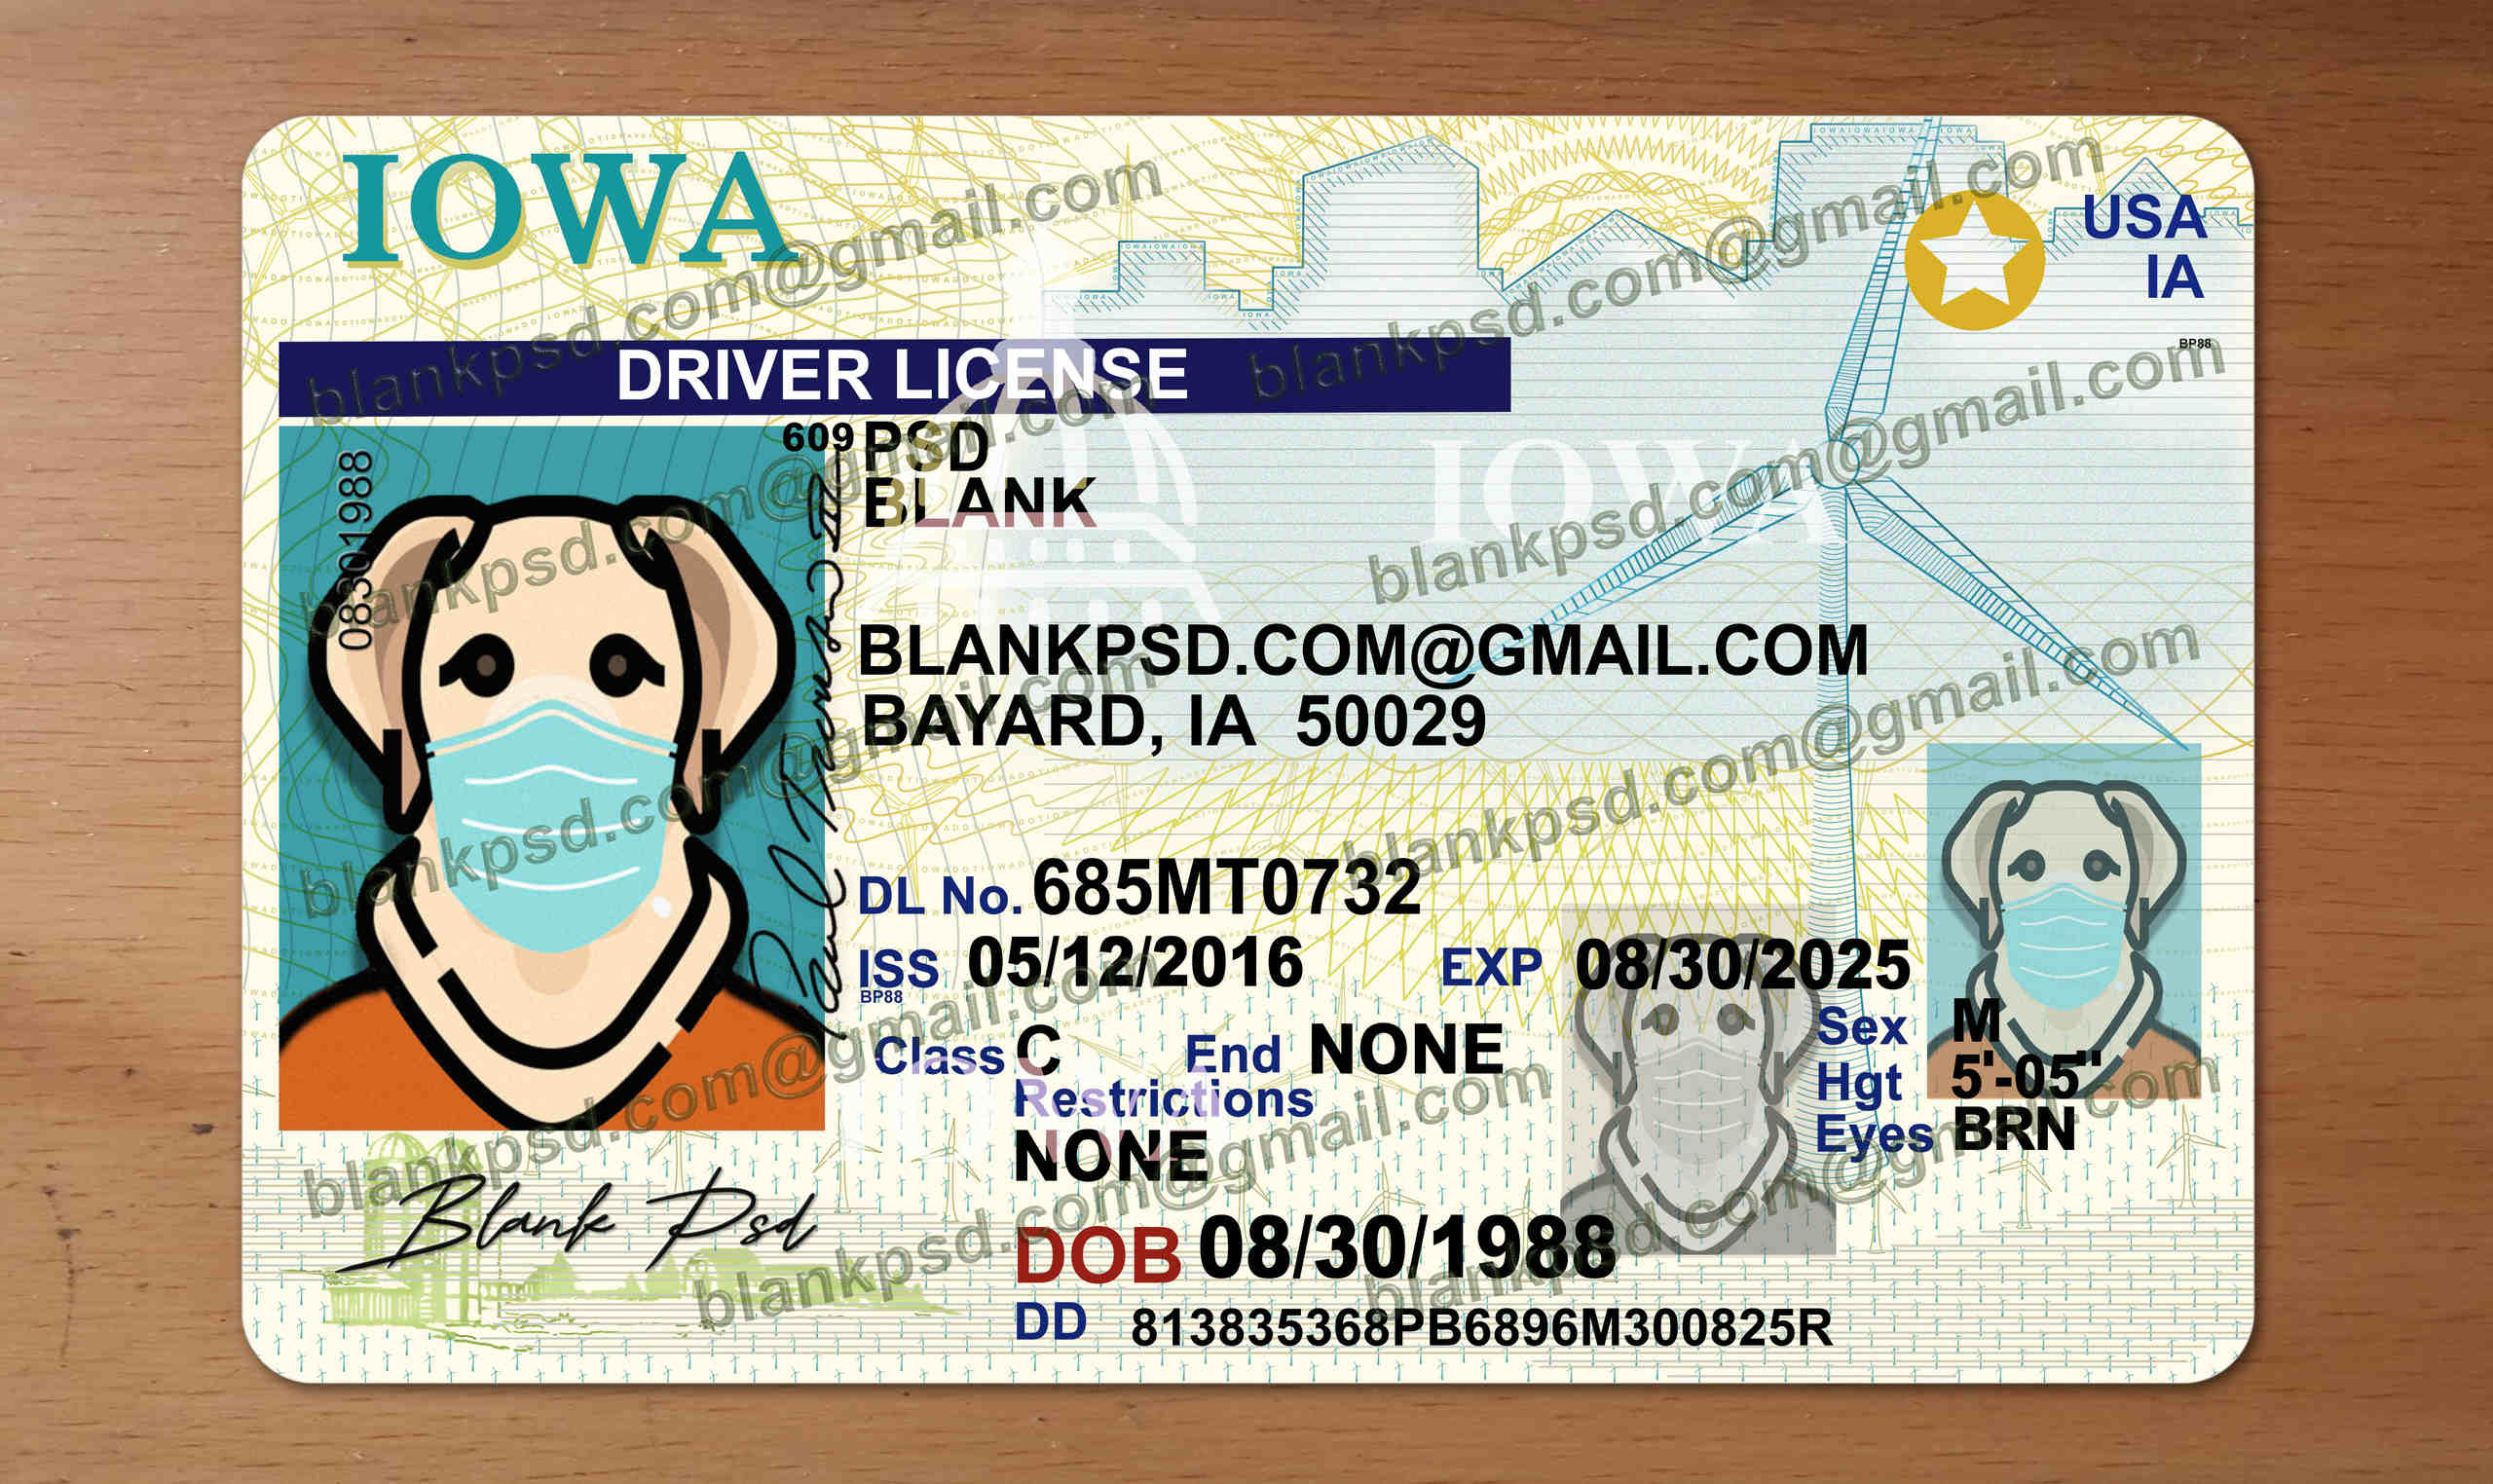 IOWA
USA
IA
BP88
DRIVER LICENSE
609
PSD
BLANK
IOWA
08301988
BLANKPSD.COM@GMAIL.COM
BAYARD, IA 50029
DL No. 685MT0732
ISS 05/12/2016 EXP 08/30/2025
BP88
Class C End NONE
Sex M
Hgt 5'-05"
Eyes BRN
Restrictions
NONE
Blank Psd
DOB 08/30/1988
DD 813835368PB6896M300825R
blankpsd.com@gmail.com
blankpsd.com@gmail.com
blankpsd.com@gmail.com
blankpsd.com@gmail.com
blankpsd.com@gmail.com
blankpsd.com@gmail.com
blankpsd.com@gmail.com
blankpsd.com@gmail.com
blankpsd.com@gmail.com